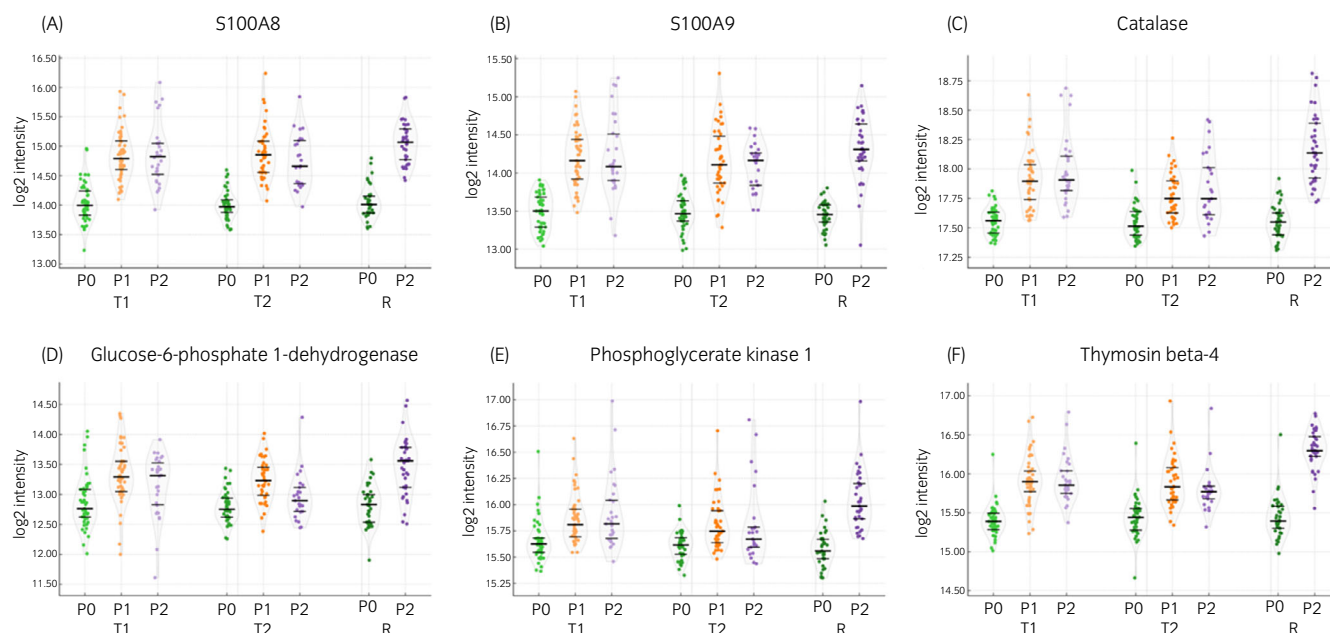 (A) S100A8
16.50
16.00
15.50
15.00
14.50
14.00
13.50
13.00
log2 intensity
P0 P1 P2 P0 P1 P2 P0 P2
T1 T2 R
(B) S100A9
15.50
15.00
14.50
14.00
13.50
13.00
log2 intensity
P0 P1 P2 P0 P1 P2 P0 P2
T1 T2 R
(C) Catalase
18.75
18.50
18.25
18.00
17.75
17.50
17.25
log2 intensity
P0 P1 P2 P0 P1 P2 P0 P2
T1 T2 R
(D) Glucose-6-phosphate 1-dehydrogenase
14.50
14.00
13.50
13.00
12.50
12.00
11.50
log2 intensity
P0 P1 P2 P0 P1 P2 P0 P2
T1 T2 R
(E) Phosphoglycerate kinase 1
17.00
16.75
16.50
16.25
16.00
15.75
15.50
15.25
log2 intensity
P0 P1 P2 P0 P1 P2 P0 P2
T1 T2 R
(F) Thymosin beta-4
17.00
16.50
16.00
15.50
15.00
14.50
log2 intensity
P0 P1 P2 P0 P1 P2 P0 P2
T1 T2 R